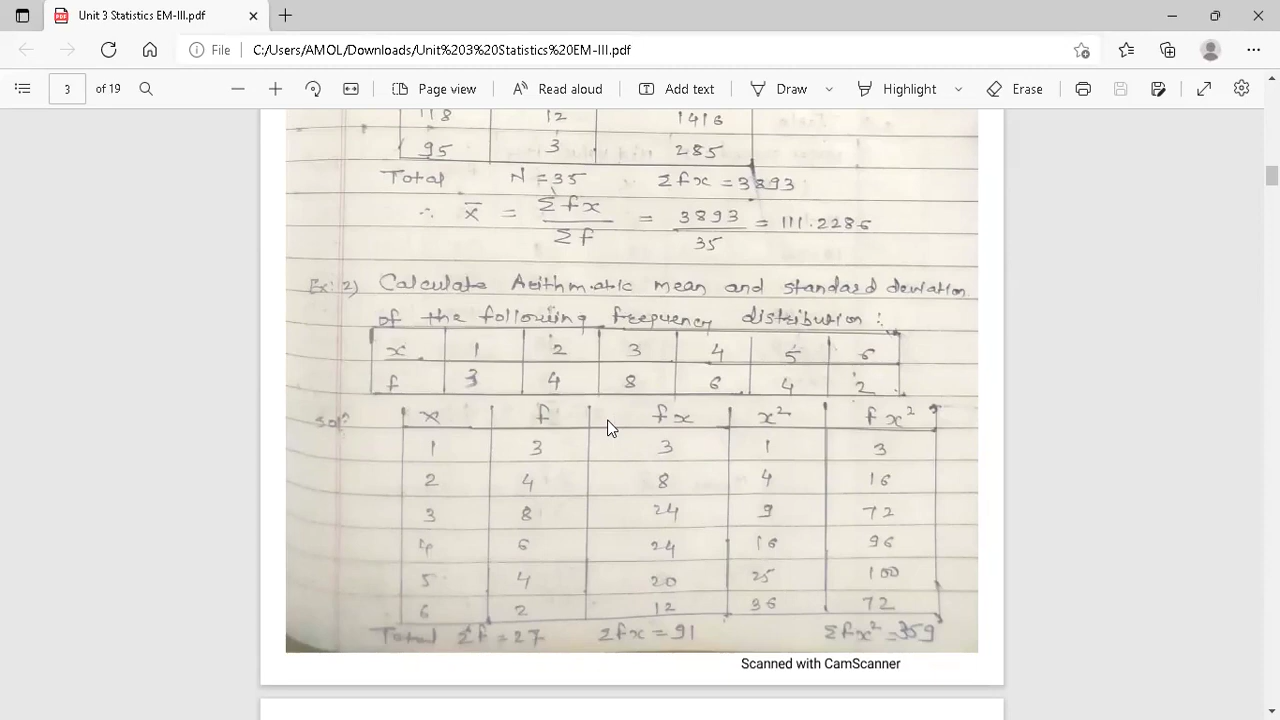 Unit 3 Statistics EM-III.pdf
File C:/Users/AMOL/Downloads/Unit%203%20Statistics%20EM-III.pdf
3 of 19 Page view Read aloud Add text Draw Highlight Erase
118 12 1416
95 3 285
Total N = 35 Σfx = 3893
∴ x̄ = Σfx / Σf = 3893 / 35 = 111.2286
Ex: 2) Calculate Arithmatic mean and standard deviation
of the following frequency distribution :
x 1 2 3 4 5 6
f 3 4 8 6 4 2
Solⁿ: x f fx x² fx²
1 3 3 1 3
2 4 8 4 16
3 8 24 9 72
4 6 24 16 96
5 4 20 25 100
6 2 12 36 72
Total Σf = 27 Σfx = 91 Σfx² = 359
Scanned with CamScanner